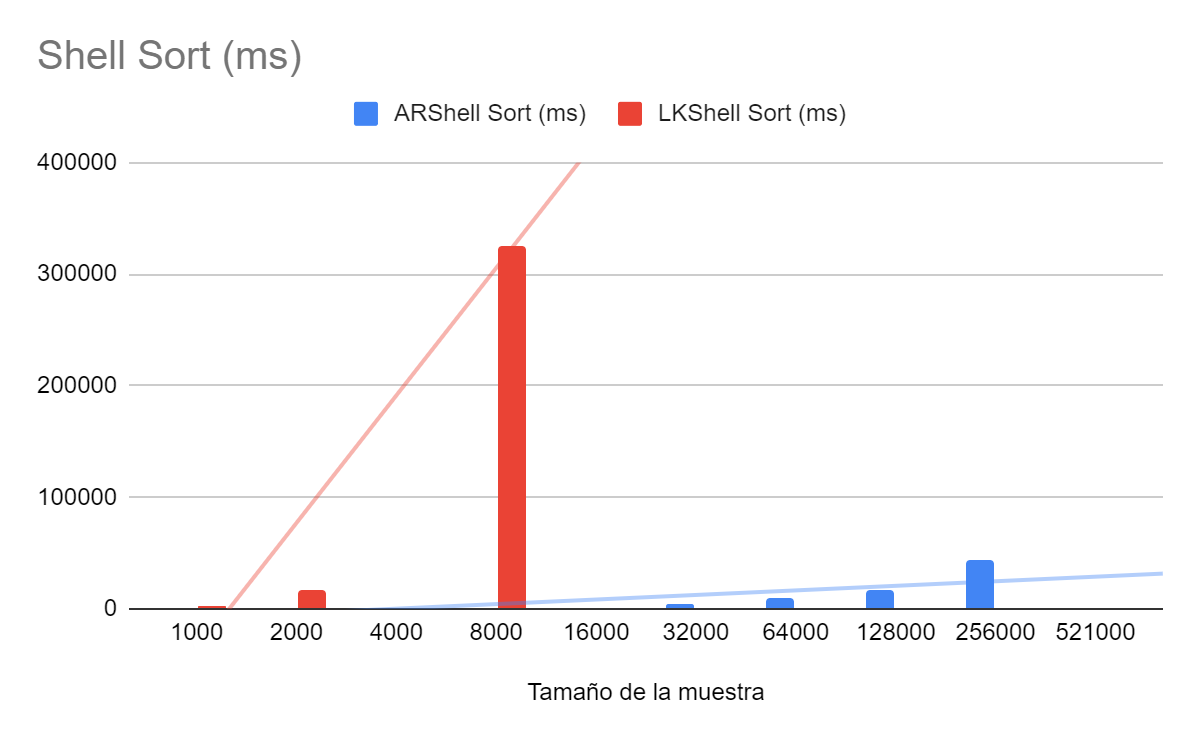 Shell Sort (ms)
ARShell Sort (ms) LKShell Sort (ms)
400000
300000
200000
100000
0
1000 2000 4000 8000 16000 32000 64000 128000 256000 521000
Tamaño de la muestra